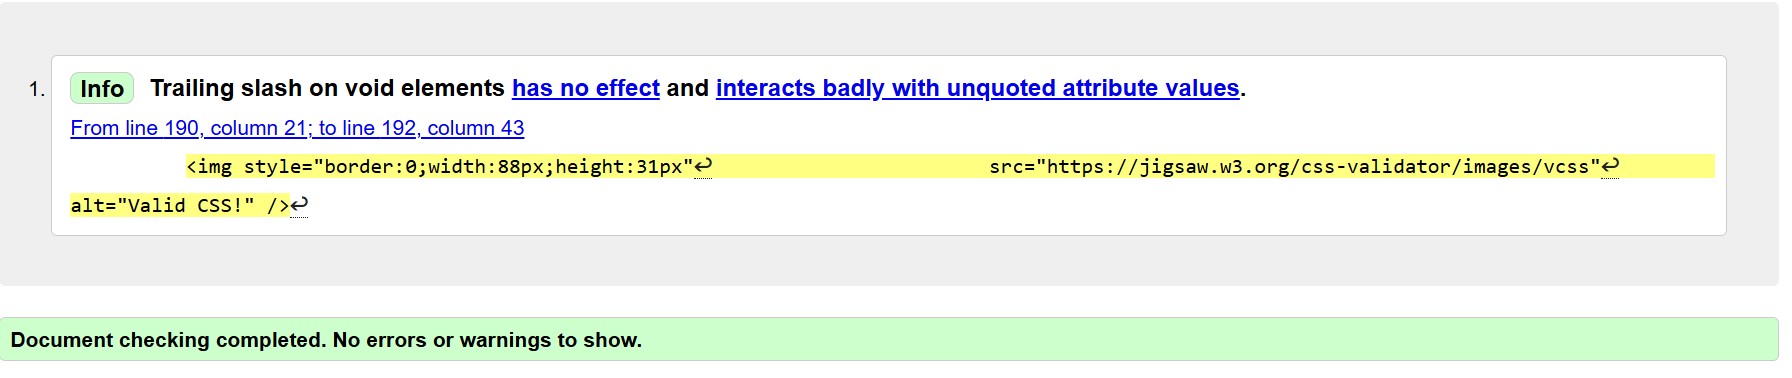 1. Info Trailing slash on void elements has no effect and interacts badly with unquoted attribute values.
From line 190, column 21; to line 192, column 43
<img style="border:0;width:88px;height:31px"↩ src="https://jigsaw.w3.org/css-validator/images/vcss"↩
alt="Valid CSS!" />↩
Document checking completed. No errors or warnings to show.